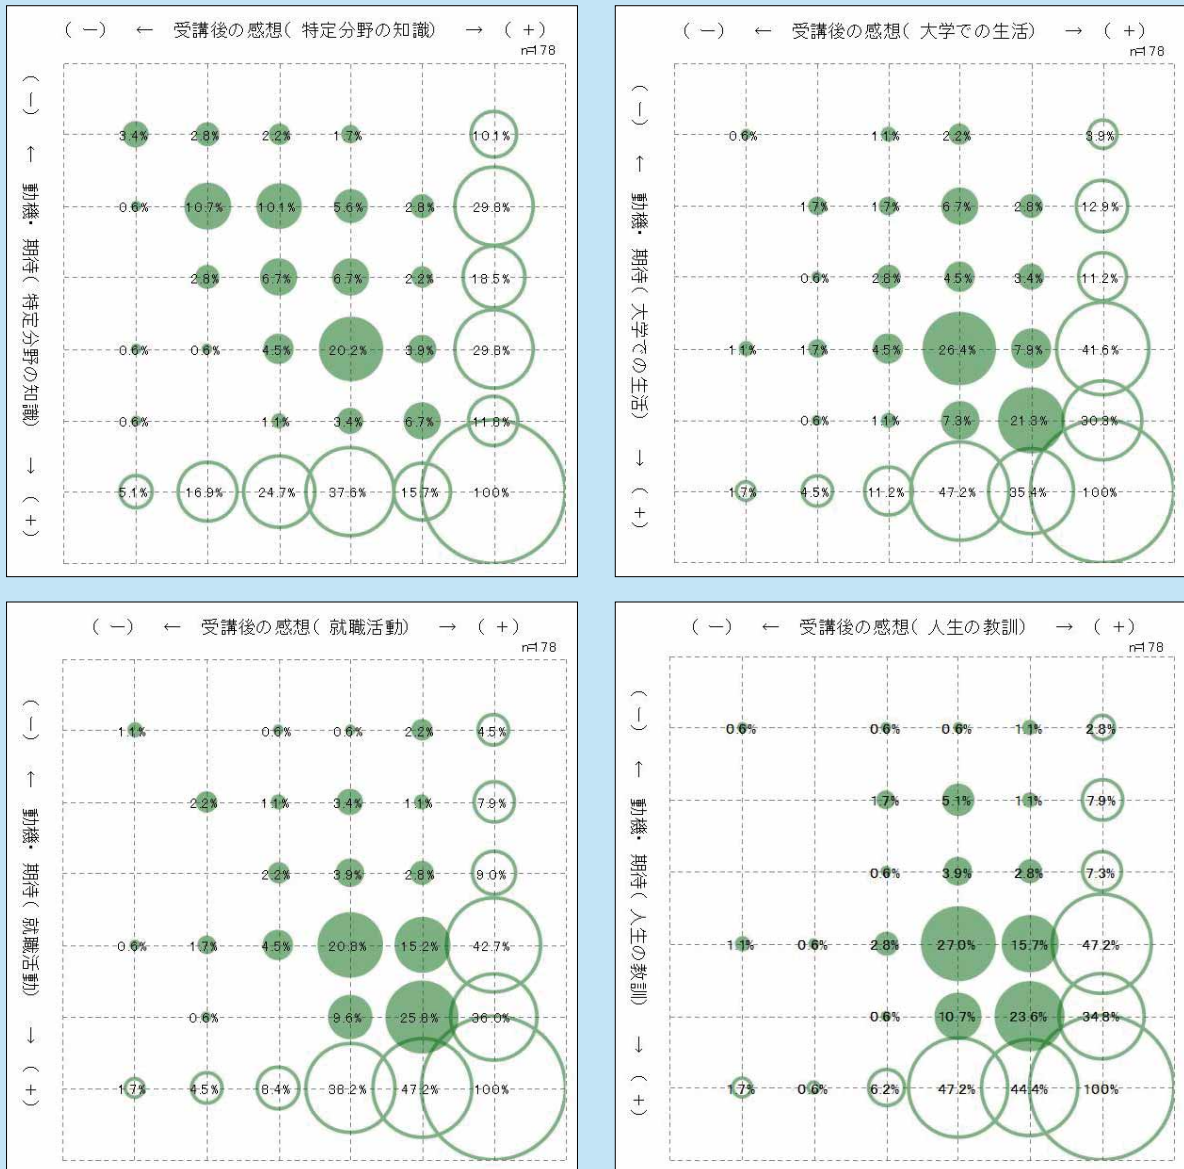 (－) ← 受講後の感想(特定分野の知識) → (+)
n=178
(－) ← 動機・期待(特定分野の知識) → (+)
3.4% 2.8% 2.2% 1.7% 10.1%
0.6% 10.7% 10.1% 5.6% 2.8% 29.8%
2.8% 6.7% 6.7% 2.2% 18.5%
0.6% 0.6% 4.5% 20.2% 3.9% 29.8%
0.6% 1.1% 3.4% 6.7% 11.8%
5.1% 16.9% 24.7% 37.6% 15.7% 100%
(－) ← 受講後の感想(大学での生活) → (+)
n=178
(－) ← 動機・期待(大学での生活) → (+)
0.6% 1.1% 2.2% 3.9%
1.7% 1.7% 6.7% 2.8% 12.9%
0.6% 2.8% 4.5% 3.4% 11.2%
1.1% 1.7% 4.5% 26.4% 7.9% 41.6%
0.6% 1.1% 7.3% 21.3% 30.3%
1.7% 4.5% 11.2% 47.2% 35.4% 100%
(－) ← 受講後の感想(就職活動) → (+)
n=178
(－) ← 動機・期待(就職活動) → (+)
1.1% 0.6% 0.6% 2.2% 4.5%
2.2% 1.1% 3.4% 1.1% 7.9%
2.2% 3.9% 2.8% 9.0%
0.6% 1.7% 4.5% 20.8% 15.2% 42.7%
0.6% 9.6% 25.8% 36.0%
1.7% 4.5% 8.4% 38.2% 47.2% 100%
(－) ← 受講後の感想(人生の教訓) → (+)
n=178
(－) ← 動機・期待(人生の教訓) → (+)
0.6% 0.6% 0.6% 1.1% 2.8%
1.7% 5.1% 1.1% 7.9%
0.6% 3.9% 2.8% 7.3%
1.1% 0.6% 2.8% 27.0% 15.7% 47.2%
0.6% 10.7% 23.6% 34.8%
1.7% 0.6% 6.2% 47.2% 44.4% 100%